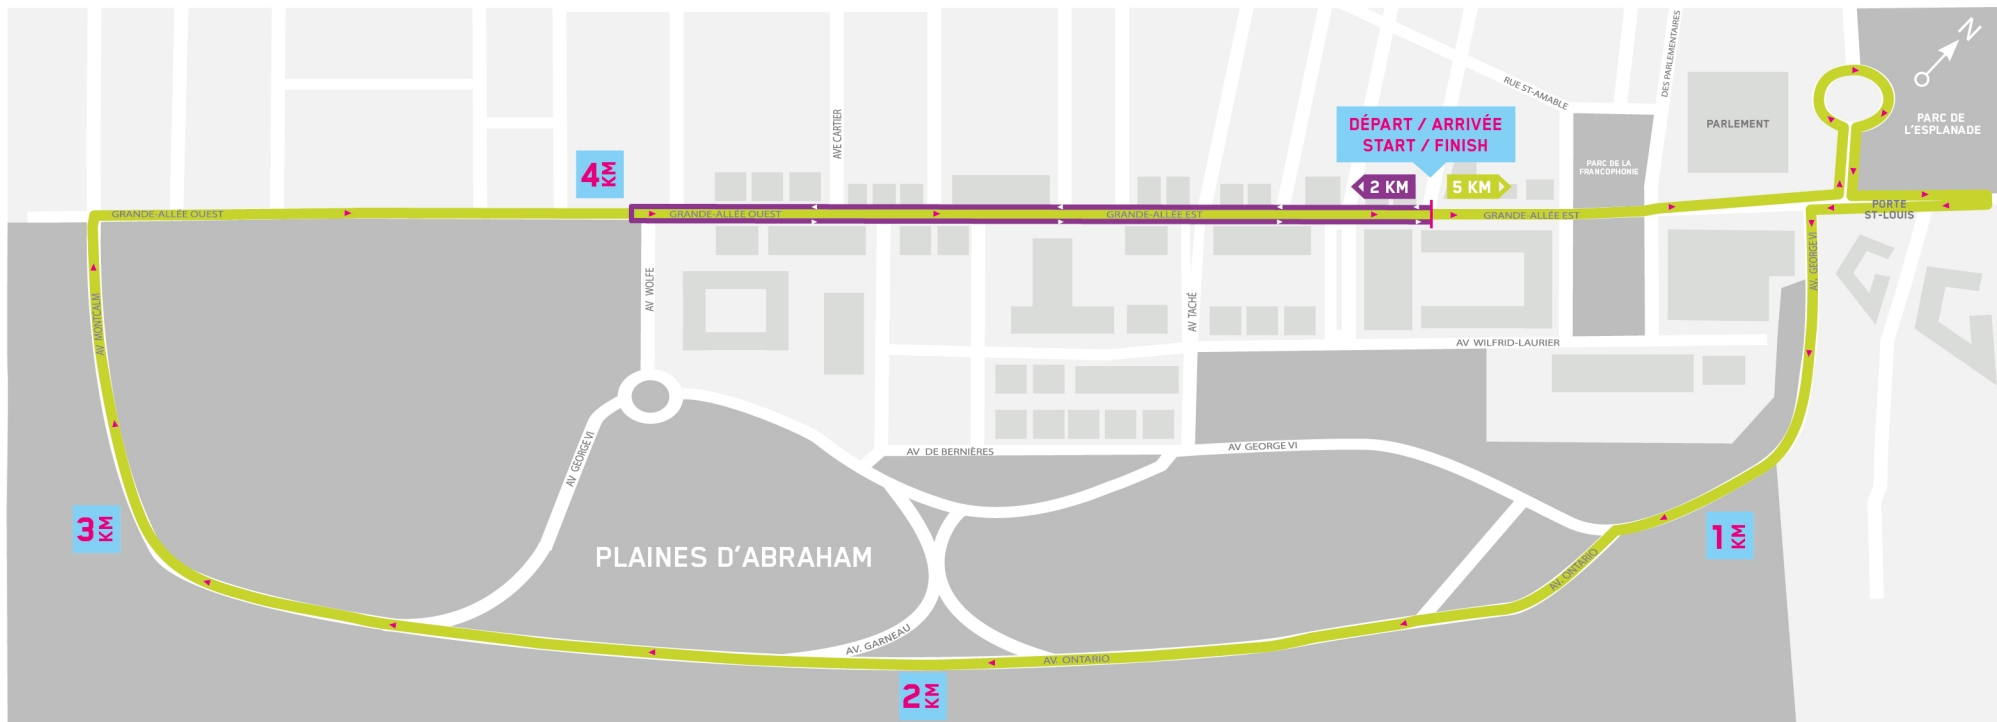 N
DES PARLEMENTAIRES
RUE ST-AMABLE
PARLEMENT
PARC DE
L'ESPLANADE
AVE CARTIER
DÉPART / ARRIVÉE
START / FINISH
PARC DE LA
FRANCOPHONIE
4 KM
2 KM
5 KM
GRANDE-ALLÉE OUEST
GRANDE-ALLÉE OUEST
GRANDE-ALLÉE EST
GRANDE-ALLÉE EST
PORTE
ST-LOUIS
AV. GEORGE VI
AV WOLFE
AV MONTCALM
AV TACHÉ
AV WILFRID-LAURIER
AV GEORGE VI
AV DE BERNIÈRES
AV GEORGE VI
3 KM
1 KM
PLAINES D'ABRAHAM
AV. ONTARIO
AV. GARNEAU
AV. ONTARIO
2 KM